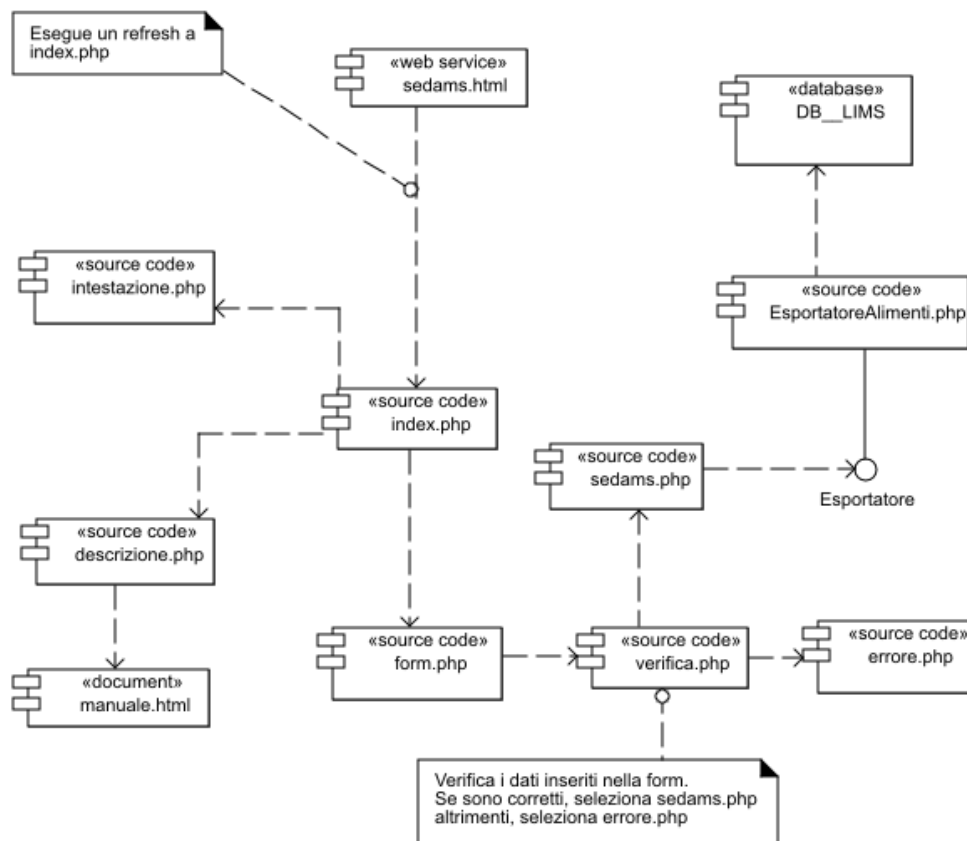 Esegue un refresh a
index.php
«web service»
sedams.html
«database»
DB__LIMS
«source code»
intestazione.php
«source code»
EsportatoreAlimenti.php
«source code»
index.php
«source code»
sedams.php
Esportatore
«source code»
descrizione.php
«source code»
form.php
«source code»
verifica.php
«source code»
errore.php
«document»
manuale.html
Verifica i dati inseriti nella form.
Se sono corretti, seleziona sedams.php
altrimenti, seleziona errore.php